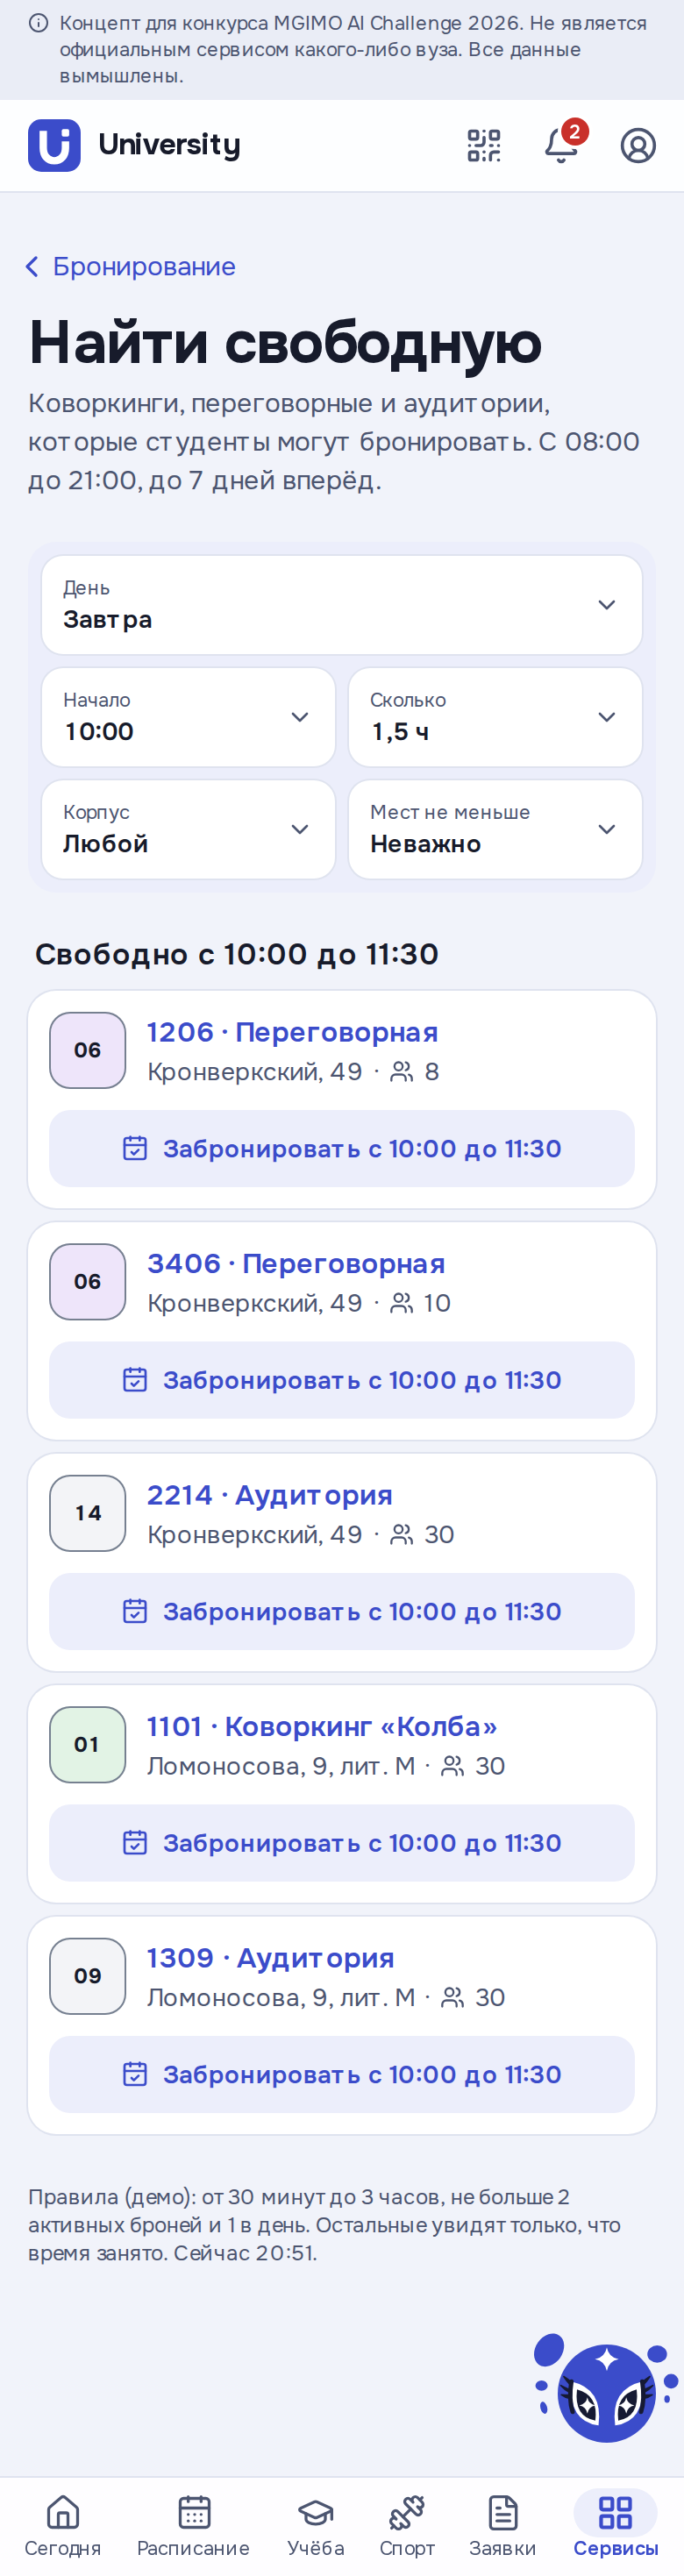 Концепт для конкурса MGIMO AI Challenge 2026. Не является
официальным сервисом какого-либо вуза. Все данные
вымышлены.
University
2
Бронирование
Найти свободную
Коворкинги, переговорные и аудитории,
которые студенты могут бронировать. С 08:00
до 21:00, до 7 дней вперёд.
День
Завтра
Начало
10:00
Сколько
1,5 ч
Корпус
Любой
Мест не меньше
Неважно
Свободно с 10:00 до 11:30
06
1206 · Переговорная
Кронверкский, 49 · 8
Забронировать с 10:00 до 11:30
06
3406 · Переговорная
Кронверкский, 49 · 10
Забронировать с 10:00 до 11:30
14
2214 · Аудитория
Кронверкский, 49 · 30
Забронировать с 10:00 до 11:30
01
1101 · Коворкинг «Колба»
Ломоносова, 9, лит. М · 30
Забронировать с 10:00 до 11:30
09
1309 · Аудитория
Ломоносова, 9, лит. М · 30
Забронировать с 10:00 до 11:30
Правила (демо): от 30 минут до 3 часов, не больше 2
активных броней и 1 в день. Остальные увидят только, что
время занято. Сейчас 20:51.
Сегодня Расписание Учёба Спорт Заявки Сервисы